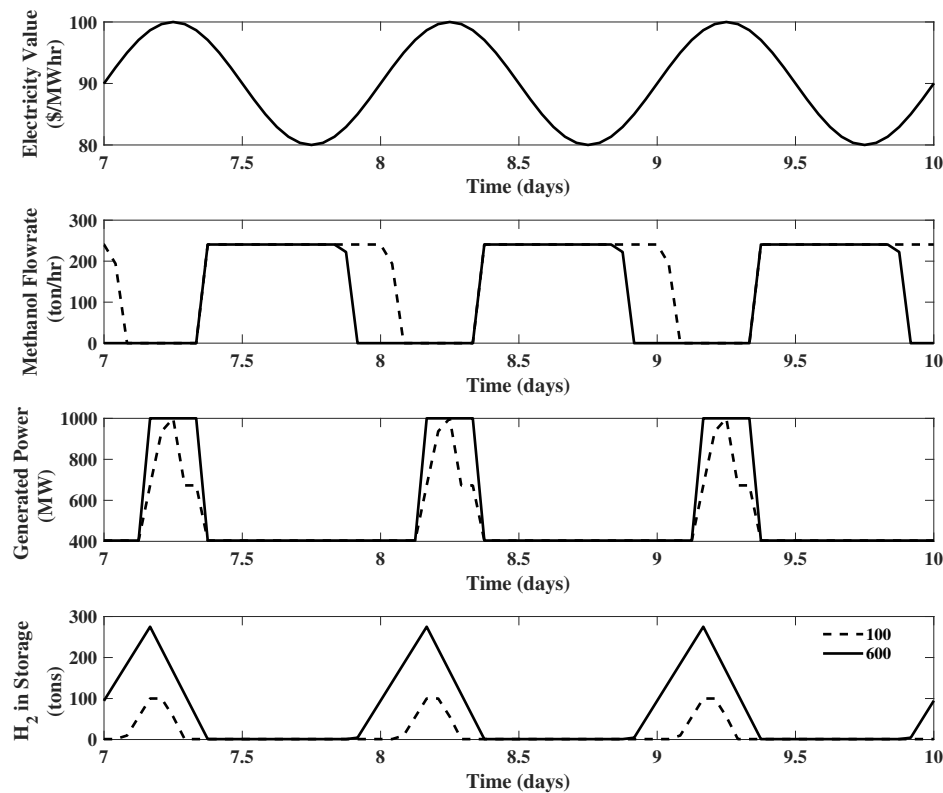 Electricity Value
($/MWhr)
100
90
80
7 7.5 8 8.5 9 9.5 10
Time (days)
Methanol Flowrate
(ton/hr)
300
200
100
0
7 7.5 8 8.5 9 9.5 10
Time (days)
Generated Power
(MW)
1000
800
600
400
7 7.5 8 8.5 9 9.5 10
Time (days)
H2 in Storage
(tons)
300
200
100
0
100
600
7 7.5 8 8.5 9 9.5 10
Time (days)